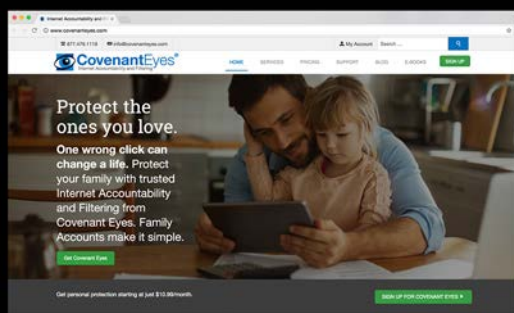 Internet Accountability and Fi
www.covenanteyes.com
877.479.1119 info@covenanteyes.com My Account Search ...
CovenantEyes®
Internet Accountability and Filtering
HOME SERVICES PRICING SUPPORT BLOG E-BOOKS SIGN UP
Protect the
ones you love.
One wrong click can
change a life. Protect
your family with trusted
Internet Accountability
and Filtering from
Covenant Eyes. Family
Accounts make it simple.
Get Covenant Eyes
Get personal protection starting at just $10.99/month.
SIGN UP FOR COVENANT EYES